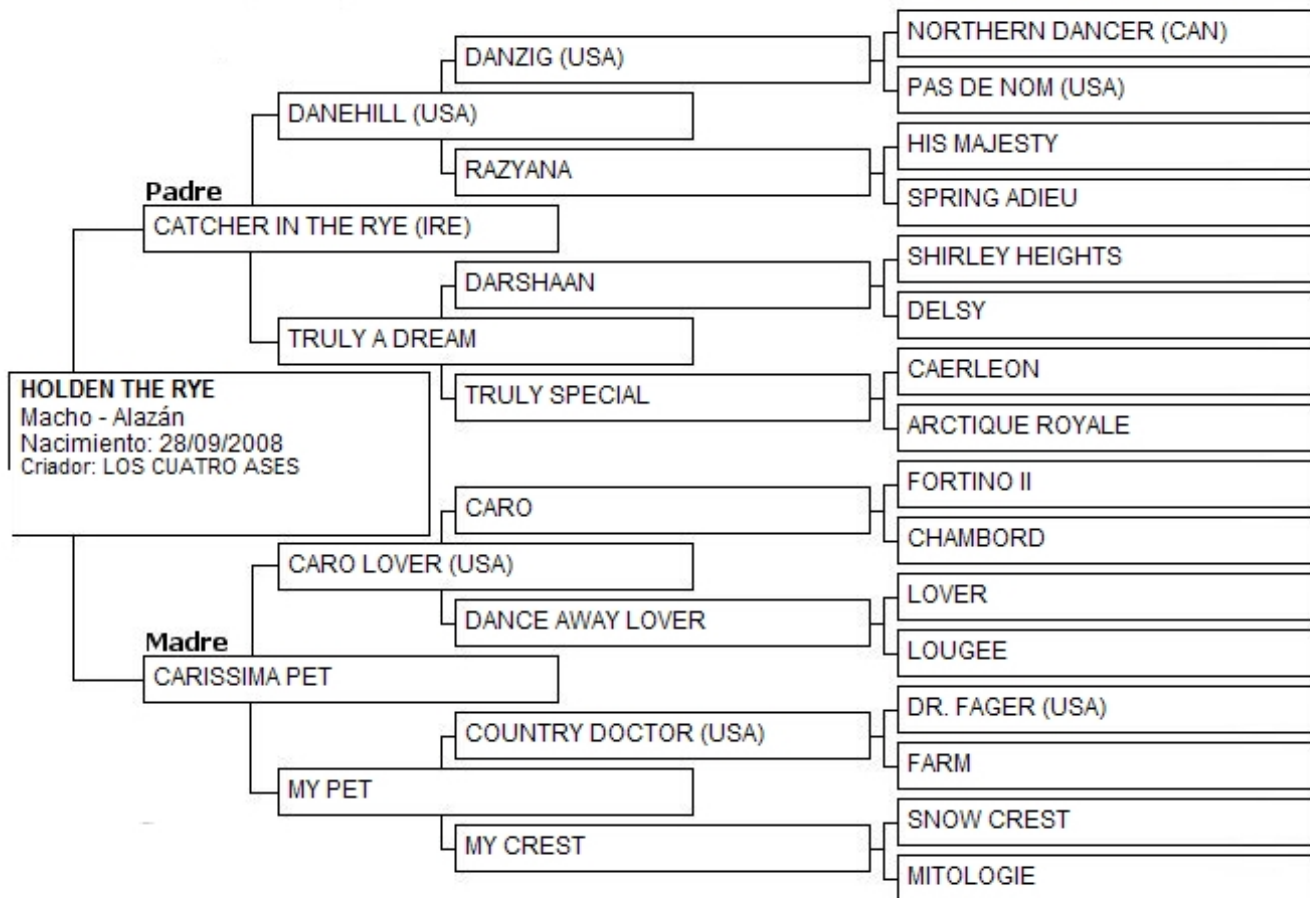 NORTHERN DANCER (CAN)
DANZIG (USA)
PAS DE NOM (USA)
DANEHILL (USA)
HIS MAJESTY
RAZYANA
SPRING ADIEU
Padre
CATCHER IN THE RYE (IRE)
SHIRLEY HEIGHTS
DARSHAAN
DELSY
TRULY A DREAM
CAERLEON
TRULY SPECIAL
ARCTIQUE ROYALE
HOLDEN THE RYE
Macho - Alazán
Nacimiento: 28/09/2008
Criador: LOS CUATRO ASES
FORTINO II
CARO
CHAMBORD
CARO LOVER (USA)
LOVER
DANCE AWAY LOVER
LOUGEE
Madre
CARISSIMA PET
DR. FAGER (USA)
COUNTRY DOCTOR (USA)
FARM
MY PET
SNOW CREST
MY CREST
MITOLOGIE